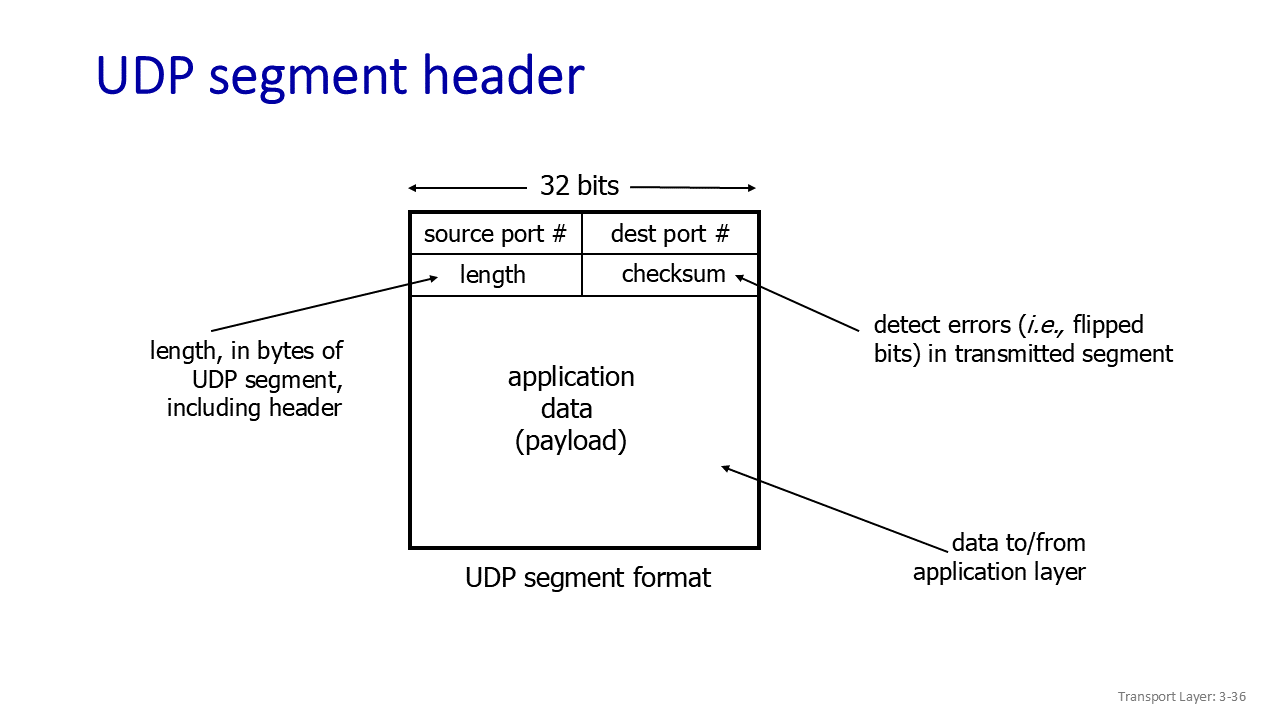 UDP segment header
32 bits
source port #
dest port #
length
checksum
length, in bytes of
UDP segment,
including header
detect errors (i.e., flipped
bits) in transmitted segment
application
data
(payload)
data to/from
application layer
UDP segment format
Transport Layer: 3-36